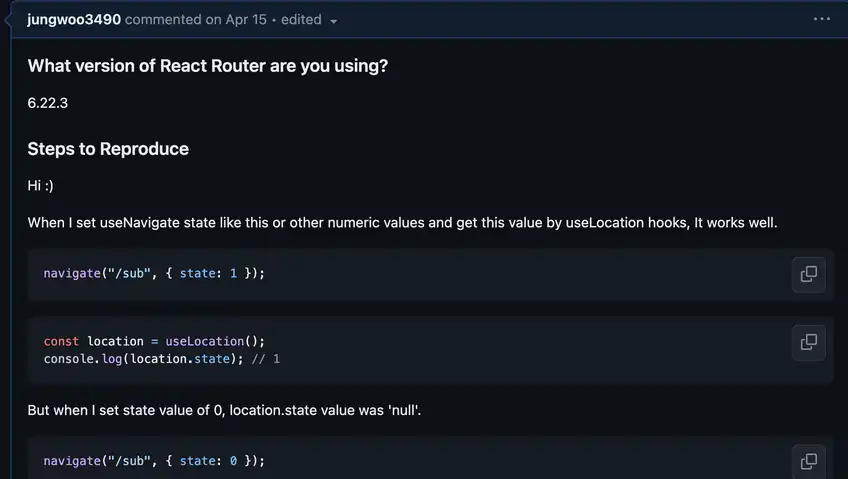 jungwoo3490 commented on Apr 15 • edited
What version of React Router are you using?
6.22.3
Steps to Reproduce
Hi :)
When I set useNavigate state like this or other numeric values and get this value by useLocation hooks, It works well.
navigate("/sub", { state: 1 });
const location = useLocation();
console.log(location.state); // 1
But when I set state value of 0, location.state value was 'null'.
navigate("/sub", { state: 0 });